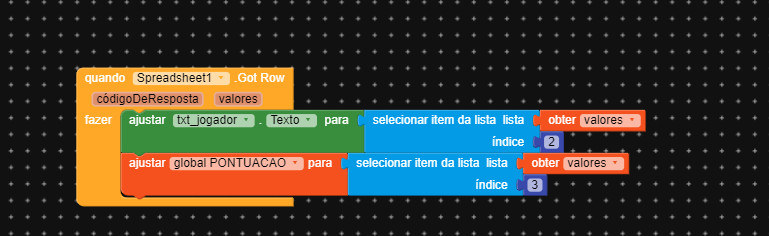 quando Spreadsheet1 .Got Row
códigoDeResposta valores
fazer ajustar txt_jogador . Texto para selecionar item da lista lista obter valores
índice 2
ajustar global PONTUACAO para selecionar item da lista lista obter valores
índice 3